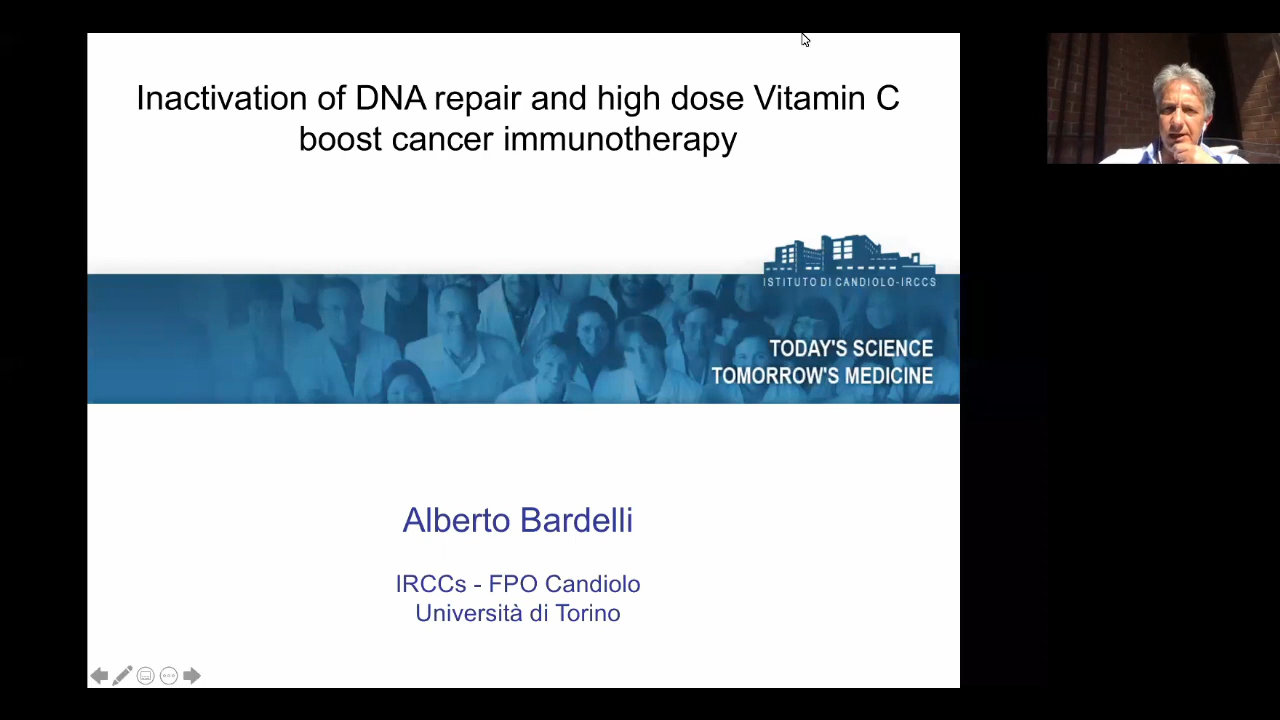 Inactivation of DNA repair and high dose Vitamin C
boost cancer immunotherapy
ISTITUTO DI CANDIOLO-IRCCS
TODAY'S SCIENCE
TOMORROW'S MEDICINE
Alberto Bardelli
IRCCs - FPO Candiolo
Università di Torino